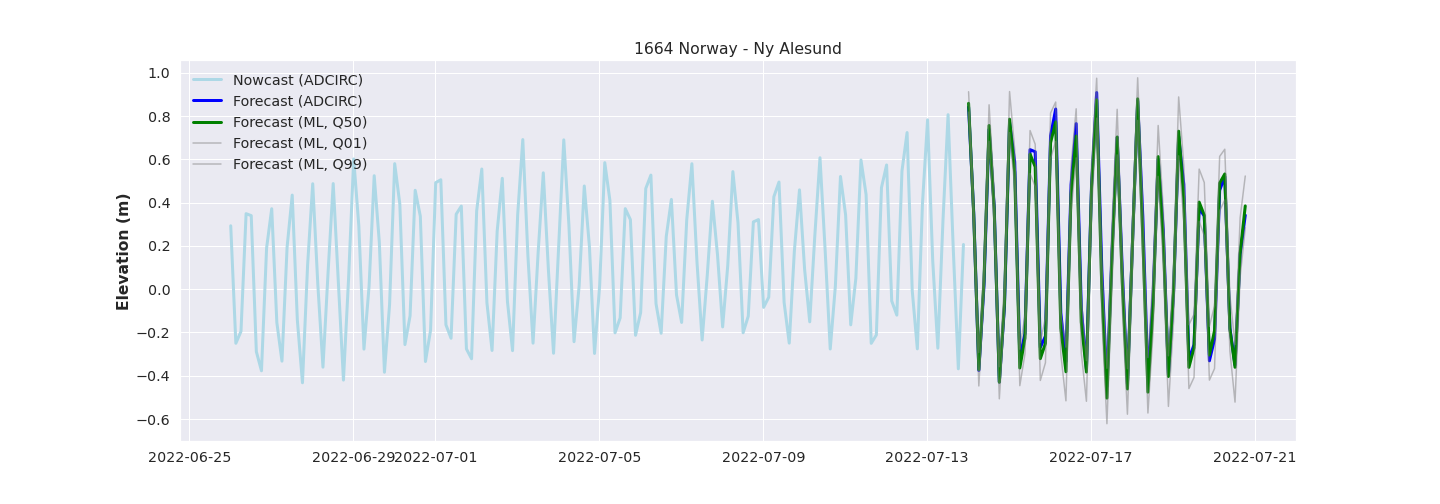 1664 Norway - Ny Alesund
1.0
0.8
0.6
0.4
0.2
0.0
−0.2
−0.4
−0.6
Elevation (m)
Nowcast (ADCIRC)
Forecast (ADCIRC)
Forecast (ML, Q50)
Forecast (ML, Q01)
Forecast (ML, Q99)
2022-06-25 2022-06-29 2022-07-01 2022-07-05 2022-07-09 2022-07-13 2022-07-17 2022-07-21